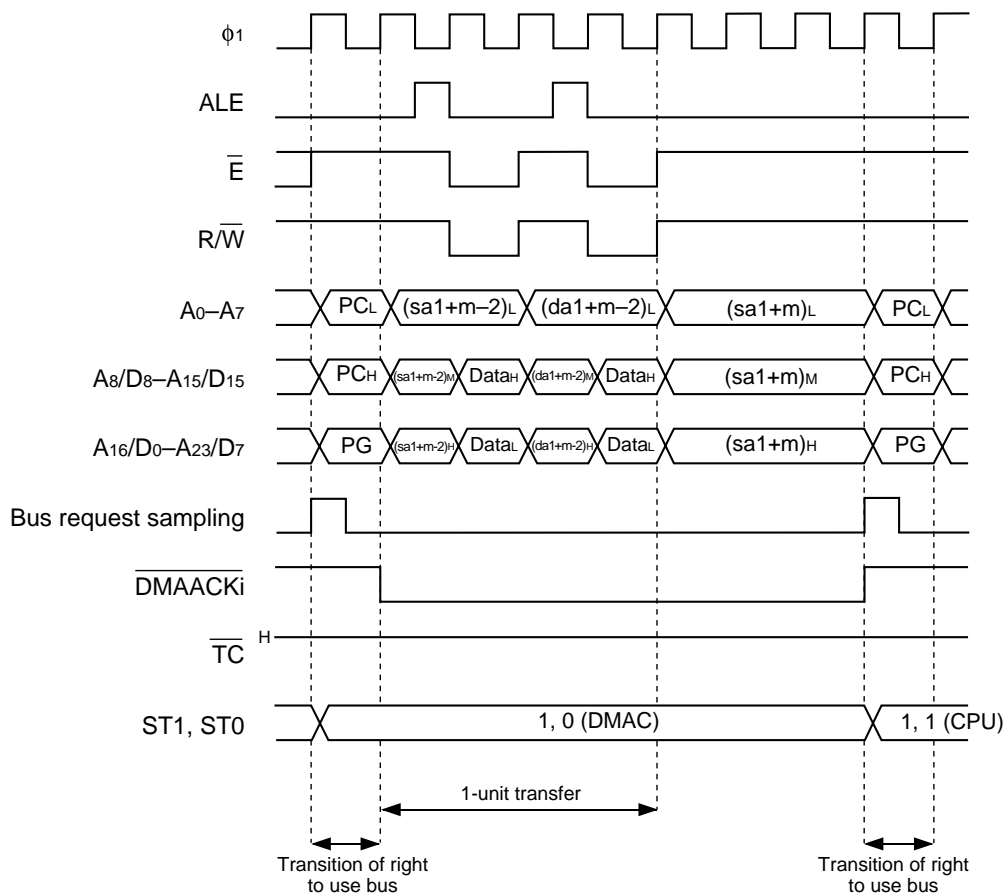 ϕ1
ALE
E̅
R/W̅
A0–A7 PCL (sa1+m–2)L (da1+m–2)L (sa1+m)L PCL
A8/D8–A15/D15 PCH (sa1+m-2)M DataH (da1+m-2)M DataH (sa1+m)M PCH
A16/D0–A23/D7 PG (sa1+m-2)H DataL (da1+m-2)H DataL (sa1+m)H PG
Bus request sampling
D̅M̅A̅A̅C̅K̅i̅
T̅C̅ H
ST1, ST0 1, 0 (DMAC) 1, 1 (CPU)
1-unit transfer
Transition of right
to use bus
Transition of right
to use bus